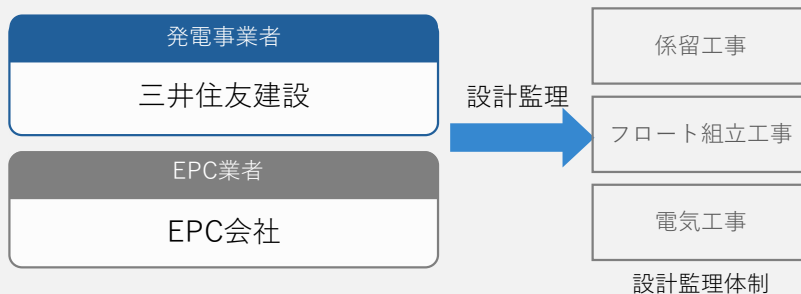 発電事業者
三井住友建設
EPC業者
EPC会社
設計監理
係留工事
フロート組立工事
電気工事
設計監理体制